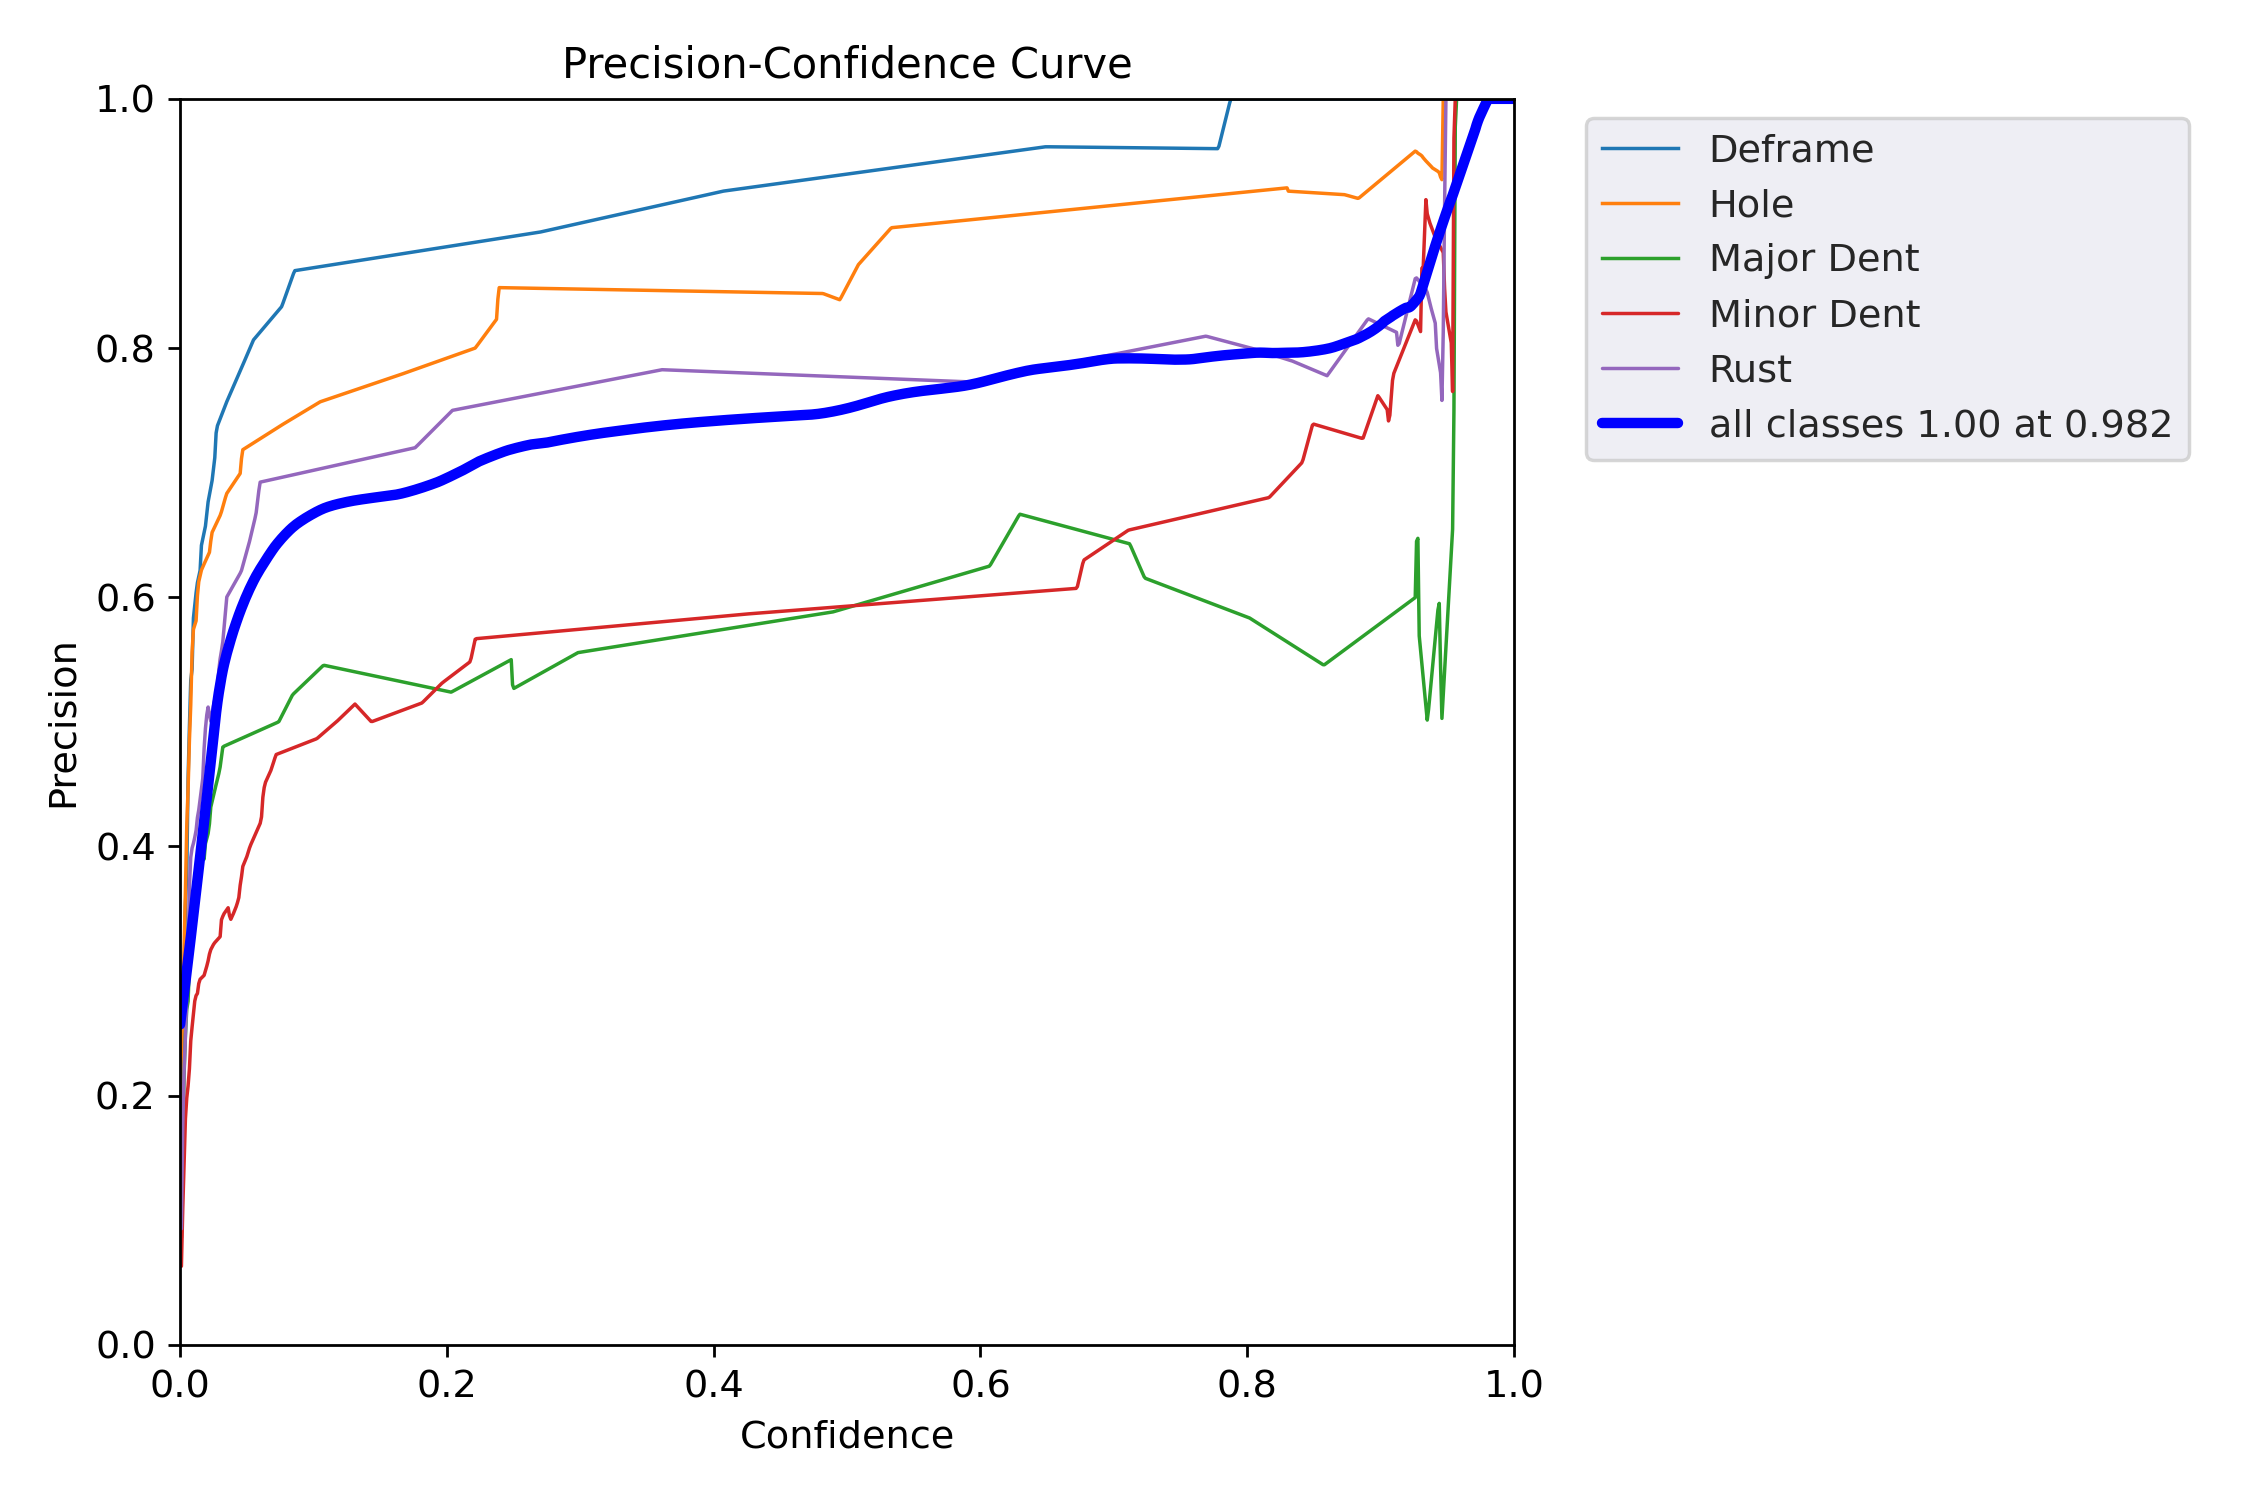 Precision-Confidence Curve
1.0
0.8
0.6
0.4
0.2
0.0
Precision
0.0 0.2 0.4 0.6 0.8 1.0
Confidence
Deframe
Hole
Major Dent
Minor Dent
Rust
all classes 1.00 at 0.982